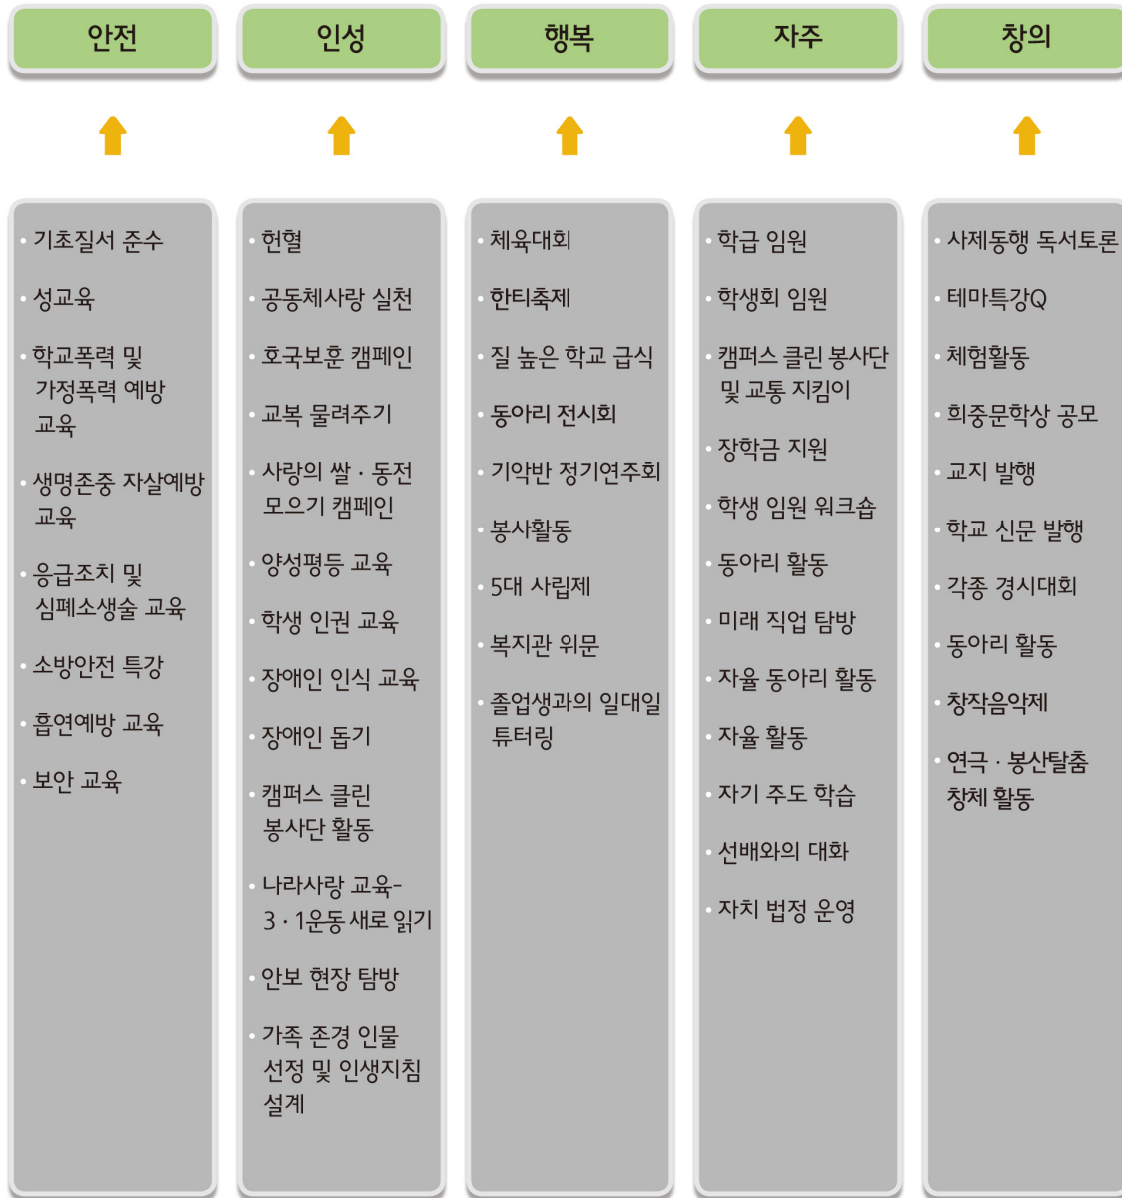 안전
인성
행복
자주
창의
· 기초질서 준수
· 성교육
· 학교폭력 및
가정폭력 예방
교육
· 생명존중 자살예방
교육
· 응급조치 및
심폐소생술 교육
· 소방안전 특강
· 흡연예방 교육
· 보안 교육
· 헌혈
· 공동체사랑 실천
· 호국보훈 캠페인
· 교복 물려주기
· 사랑의 쌀 · 동전
모으기 캠페인
· 양성평등 교육
· 학생 인권 교육
· 장애인 인식 교육
· 장애인 돕기
· 캠퍼스 클린
봉사단 활동
· 나라사랑 교육-
3 · 1운동 새로 읽기
· 안보 현장 탐방
· 가족 존경 인물
선정 및 인생지침
설계
· 체육대회
· 한티축제
· 질 높은 학교 급식
· 동아리 전시회
· 기악반 정기연주회
· 봉사활동
· 5대 사립제
· 복지관 위문
· 졸업생과의 일대일
튜터링
· 학급 임원
· 학생회 임원
· 캠퍼스 클린 봉사단
및 교통 지킴이
· 장학금 지원
· 학생 임원 워크숍
· 동아리 활동
· 미래 직업 탐방
· 자율 동아리 활동
· 자율 활동
· 자기 주도 학습
· 선배와의 대화
· 자치 법정 운영
· 사제동행 독서토론
· 테마특강Q
· 체험활동
· 희중문학상 공모
· 교지 발행
· 학교 신문 발행
· 각종 경시대회
· 동아리 활동
· 창작음악제
· 연극 · 봉산탈춤
창체 활동